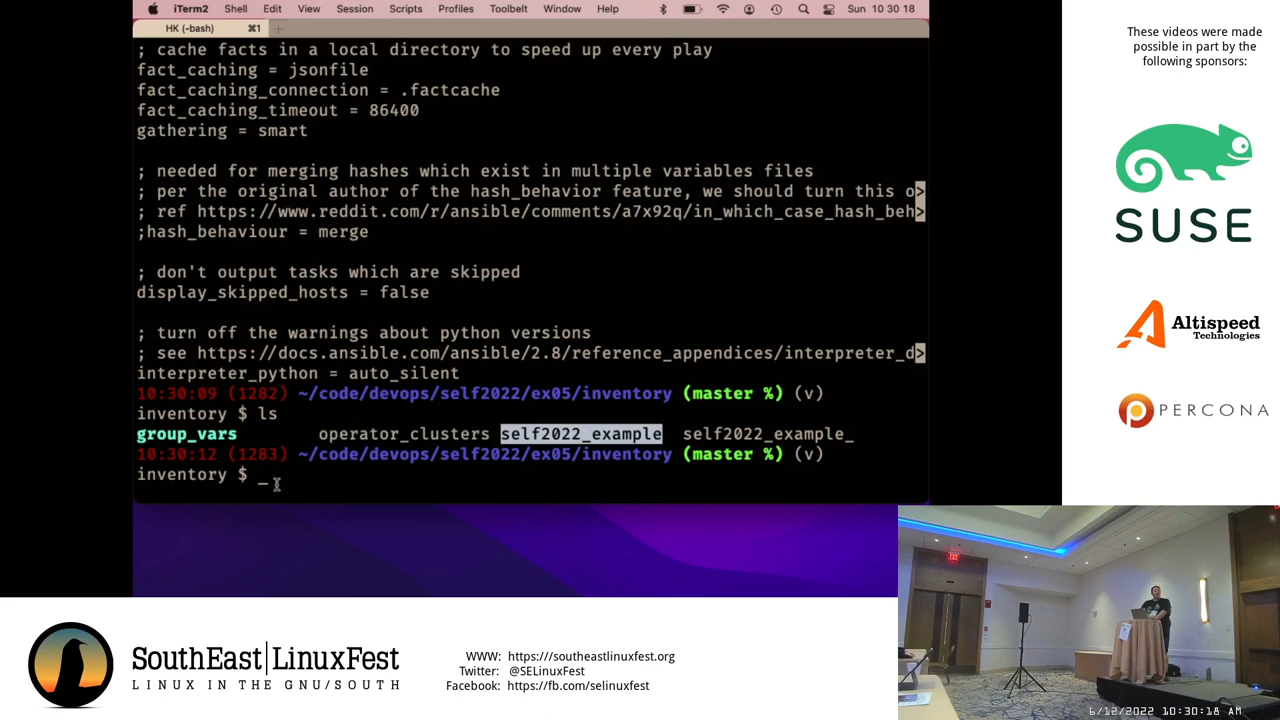 iTerm2 Shell Edit View Session Scripts Profiles Toolbelt Window Help Sun 10 30 18
HK (-bash) ⌘1
; cache facts in a local directory to speed up every play
fact_caching = jsonfile
fact_caching_connection = .factcache
fact_caching_timeout = 86400
gathering = smart
; needed for merging hashes which exist in multiple variables files
; per the original author of the hash_behavior feature, we should turn this o>
; ref https://www.reddit.com/r/ansible/comments/a7x92q/in_which_case_hash_beh>
;hash_behaviour = merge
; don't output tasks which are skipped
display_skipped_hosts = false
; turn off the warnings about python versions
; see https://docs.ansible.com/ansible/2.8/reference_appendices/interpreter_d>
interpreter_python = auto_silent
10:30:09 (1282) ~/code/devops/self2022/ex05/inventory (master %) (v)
inventory $ ls
group_vars operator_clusters self2022_example self2022_example_
10:30:12 (1283) ~/code/devops/self2022/ex05/inventory (master %) (v)
inventory $ _
These videos were made
possible in part by the
following sponsors:
SUSE
Altispeed
Technologies
PERCONA
SouthEast LinuxFest
LINUX IN THE GNU/SOUTH
WWW: https:///southeastlinuxfest.org
Twitter: @SELinuxFest
Facebook: https://fb.com/selinuxfest
6/12/2022 10:30:18 AM